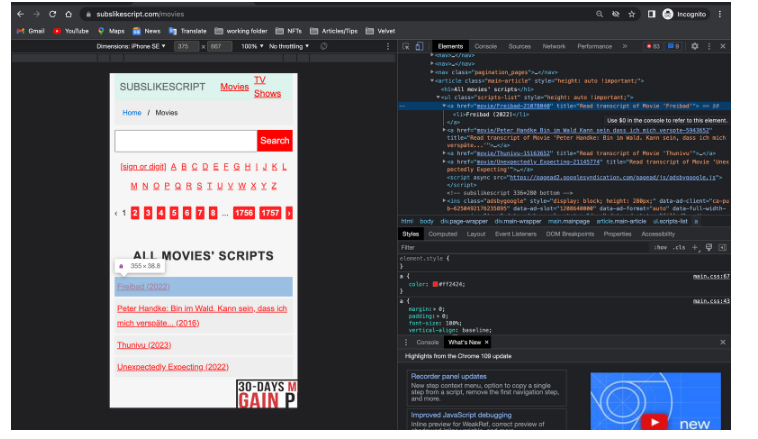 subslikescript.com/movies
Incognito
Gmail YouTube Maps News Translate working folder NFTs Articles/Tips Velvet
Dimensions: iPhone SE ▼ 375 x 667 100% ▼ No throttling ▼
Elements Console Sources Network Performance » 63 9
SUBSLIKESCRIPT Movies TV Shows
Home / Movies
Search
[sign or digit] A B C D E F G H I J K L
M N O P Q R S T U V W X Y Z
‹ 1 2 3 4 5 6 7 8 ... 1756 1757 ›
ALL MOVIES' SCRIPTS
a 355 × 38.8
Freibad (2022)
Peter Handke: Bin im Wald. Kann sein, dass ich
mich verspäte... (2016)
Thunivu (2023)
Unexpectedly Expecting (2022)
30-DAYS M
GAIN P
<nav>…</nav>
<nav>…</nav>
<nav class="pagination_pages">…</nav>
<article class="main-article" style="height: auto !important;">
<h1>All movies' scripts</h1>
<ul class="scripts-list" style="height: auto !important;">
<a href="movie/Freibad-21078040" title="Read transcript of Movie 'Freibad'"> == $0
<li>Freibad (2022)</li>
Use $0 in the console to refer to this element.
</a>
<a href="movie/Peter_Handke_Bin_im_Wald_Kann_sein_dass_ich_mich_verspte-5943652"
title="Read transcript of Movie 'Peter Handke: Bin im Wald. Kann sein, dass ich mich
verspäte...'">…</a>
<a href="movie/Thunivu-15163652" title="Read transcript of Movie 'Thunivu'">…</a>
<a href="movie/Unexpectedly_Expecting-21145774" title="Read transcript of Movie 'Unex
pectedly Expecting'">…</a>
<script async src="https://pagead2.googlesyndication.com/pagead/js/adsbygoogle.js">
</script>
<!-- subslikescript 336×280 bottom -->
<ins class="adsbygoogle" style="display: block; height: 280px;" data-ad-client="ca-pu
b-6250492176235095" data-ad-slot="1208640000" data-ad-format="auto" data-full-width-
html body div.page-wrapper div.main-wrapper main.mainpage article.main-article ul.scripts-list a
Styles Computed Layout Event Listeners DOM Breakpoints Properties Accessibility
Filter :hov .cls +
element.style {
}
a { main.css:67
color: #ff2424;
}
a { main.css:43
margin: 0;
padding: 0;
font-size: 100%;
vertical-align: baseline;
Console What's New ×
Highlights from the Chrome 109 update
Recorder panel updates
New step context menu, option to copy a single
step from a script, remove the first navigation step,
and more.
Improved JavaScript debugging
Inline preview for WeakRef, correct preview of
new